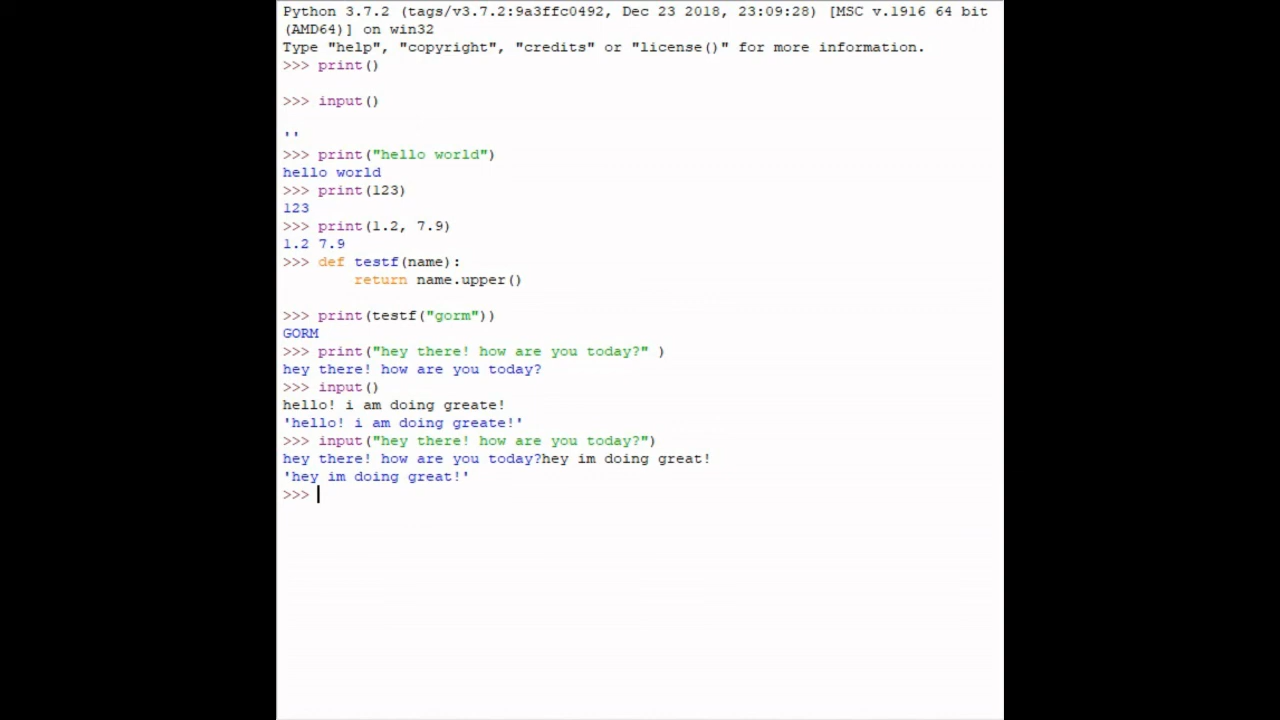 Python 3.7.2 (tags/v3.7.2:9a3ffc0492, Dec 23 2018, 23:09:28) [MSC v.1916 64 bit
(AMD64)] on win32
Type "help", "copyright", "credits" or "license()" for more information.
>>> print()
>>> input()
''
>>> print("hello world")
hello world
>>> print(123)
123
>>> print(1.2, 7.9)
1.2 7.9
>>> def testf(name):
        return name.upper()
>>> print(testf("gorm"))
GORM
>>> print("hey there! how are you today?" )
hey there! how are you today?
>>> input()
hello! i am doing greate!
'hello! i am doing greate!'
>>> input("hey there! how are you today?")
hey there! how are you today?hey im doing great!
'hey im doing great!'
>>>